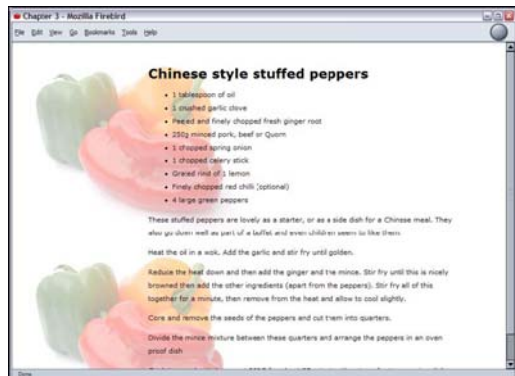 Chapter 3 - Mozilla Firebird
File Edit View Go Bookmarks Tools Help
Chinese style stuffed peppers
1 tablespoon of oil
1 crushed garlic clove
Peeled and finely chopped fresh ginger root
250g minced pork, beef or Quorn
1 chopped spring onion
1 chopped celery stick
Grated rind of 1 lemon
Finely chopped red chilli (optional)
4 large green peppers
These stuffed peppers are lovely as a starter, or as a side dish for a Chinese meal. They
also go down well as part of a buffet and even children seem to like them.
Heat the oil in a wok. Add the garlic and stir fry until golden.
Reduce the heat down and then add the ginger and the mince. Stir fry until this is nicely
browned then add the other ingredients (apart from the peppers). Stir fry all of this
together for a minute, then remove from the heat and allow to cool slightly.
Core and remove the seeds of the peppers and cut them into quarters.
Divide the mince mixture between these quarters and arrange the peppers in an oven
proof dish
Done